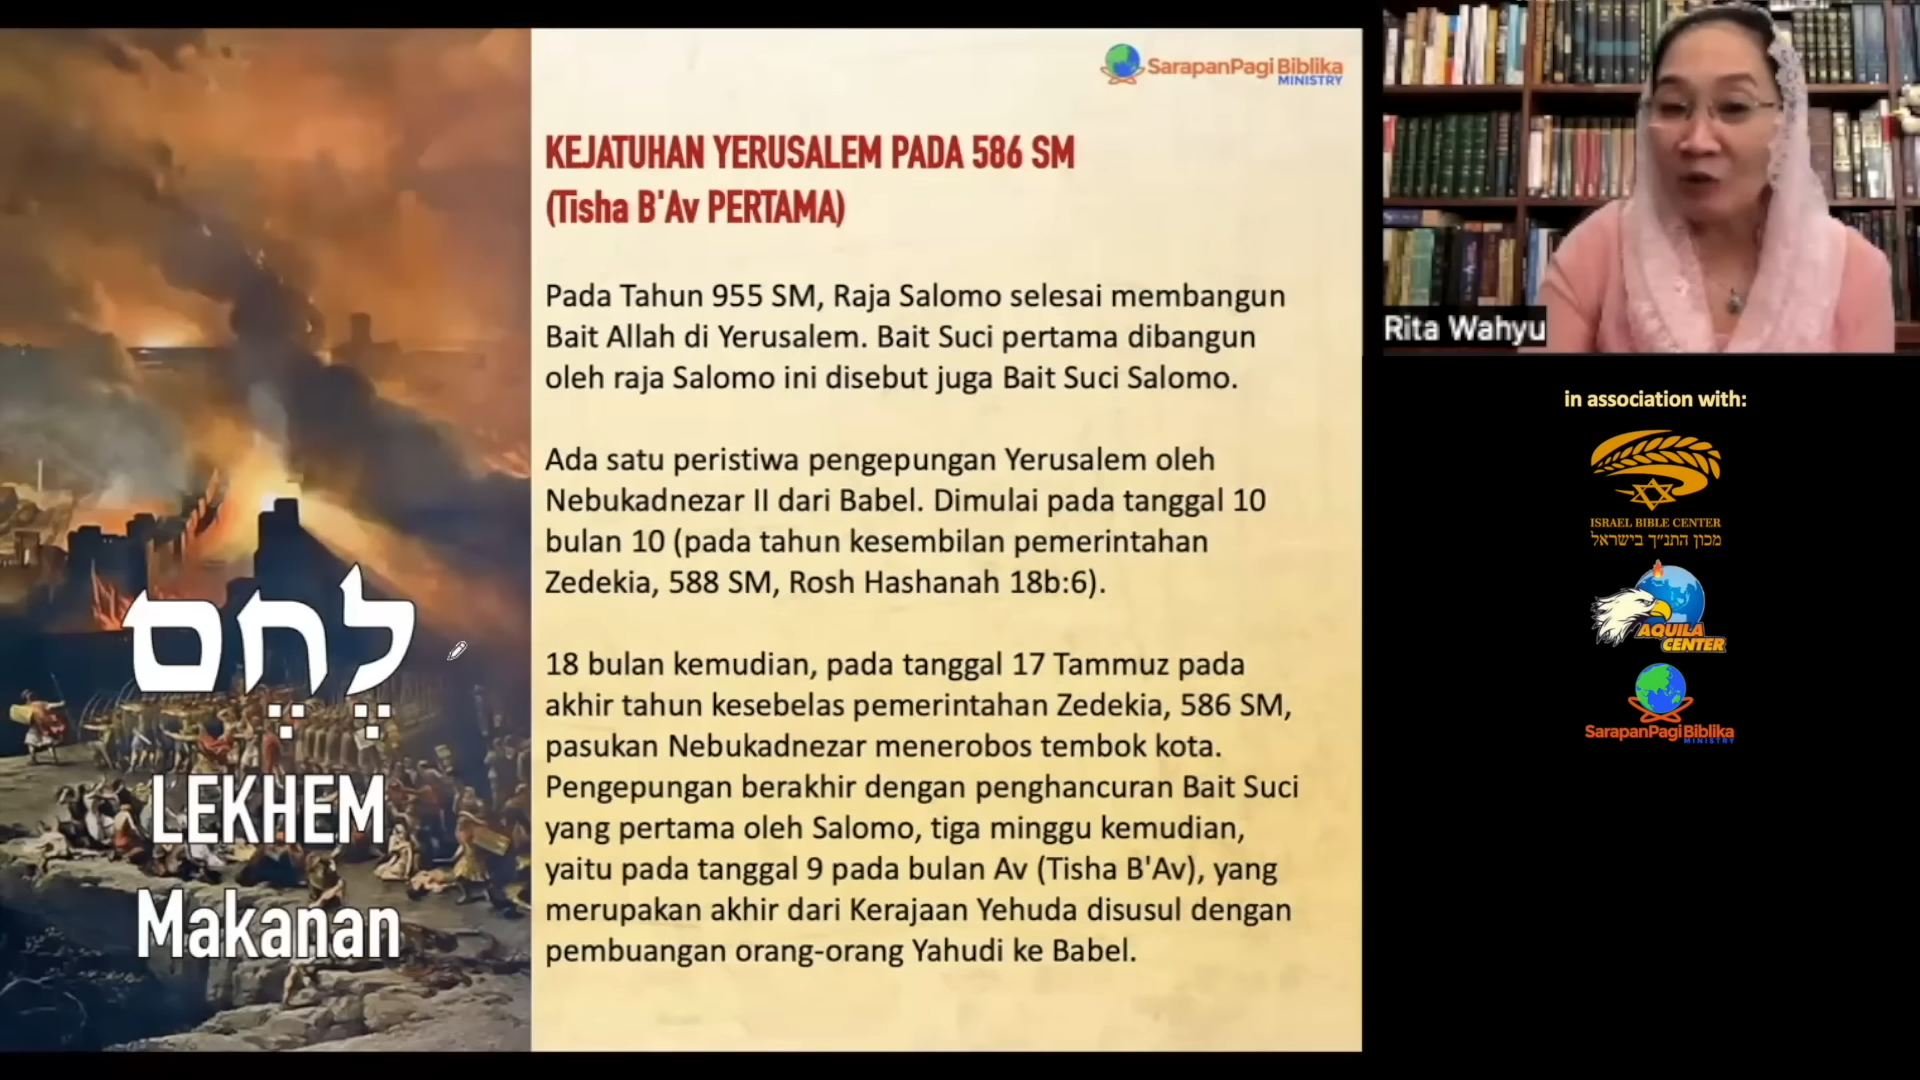 SarapanPagi Biblika
MINISTRY
KEJATUHAN YERUSALEM PADA 586 SM
(Tisha B'Av PERTAMA)
Pada Tahun 955 SM, Raja Salomo selesai membangun
Bait Allah di Yerusalem. Bait Suci pertama dibangun
oleh raja Salomo ini disebut juga Bait Suci Salomo.
Ada satu peristiwa pengepungan Yerusalem oleh
Nebukadnezar II dari Babel. Dimulai pada tanggal 10
bulan 10 (pada tahun kesembilan pemerintahan
Zedekia, 588 SM, Rosh Hashanah 18b:6).
18 bulan kemudian, pada tanggal 17 Tammuz pada
akhir tahun kesebelas pemerintahan Zedekia, 586 SM,
pasukan Nebukadnezar menerobos tembok kota.
Pengepungan berakhir dengan penghancuran Bait Suci
yang pertama oleh Salomo, tiga minggu kemudian,
yaitu pada tanggal 9 pada bulan Av (Tisha B'Av), yang
merupakan akhir dari Kerajaan Yehuda disusul dengan
pembuangan orang-orang Yahudi ke Babel.
לֶחֵם
LEKHEM
Makanan
Rita Wahyu
in association with:
ISRAEL BIBLE CENTER
מכון התנ״ך בישראל
AQUILA
CENTER
SarapanPagi Biblika
MINISTRY